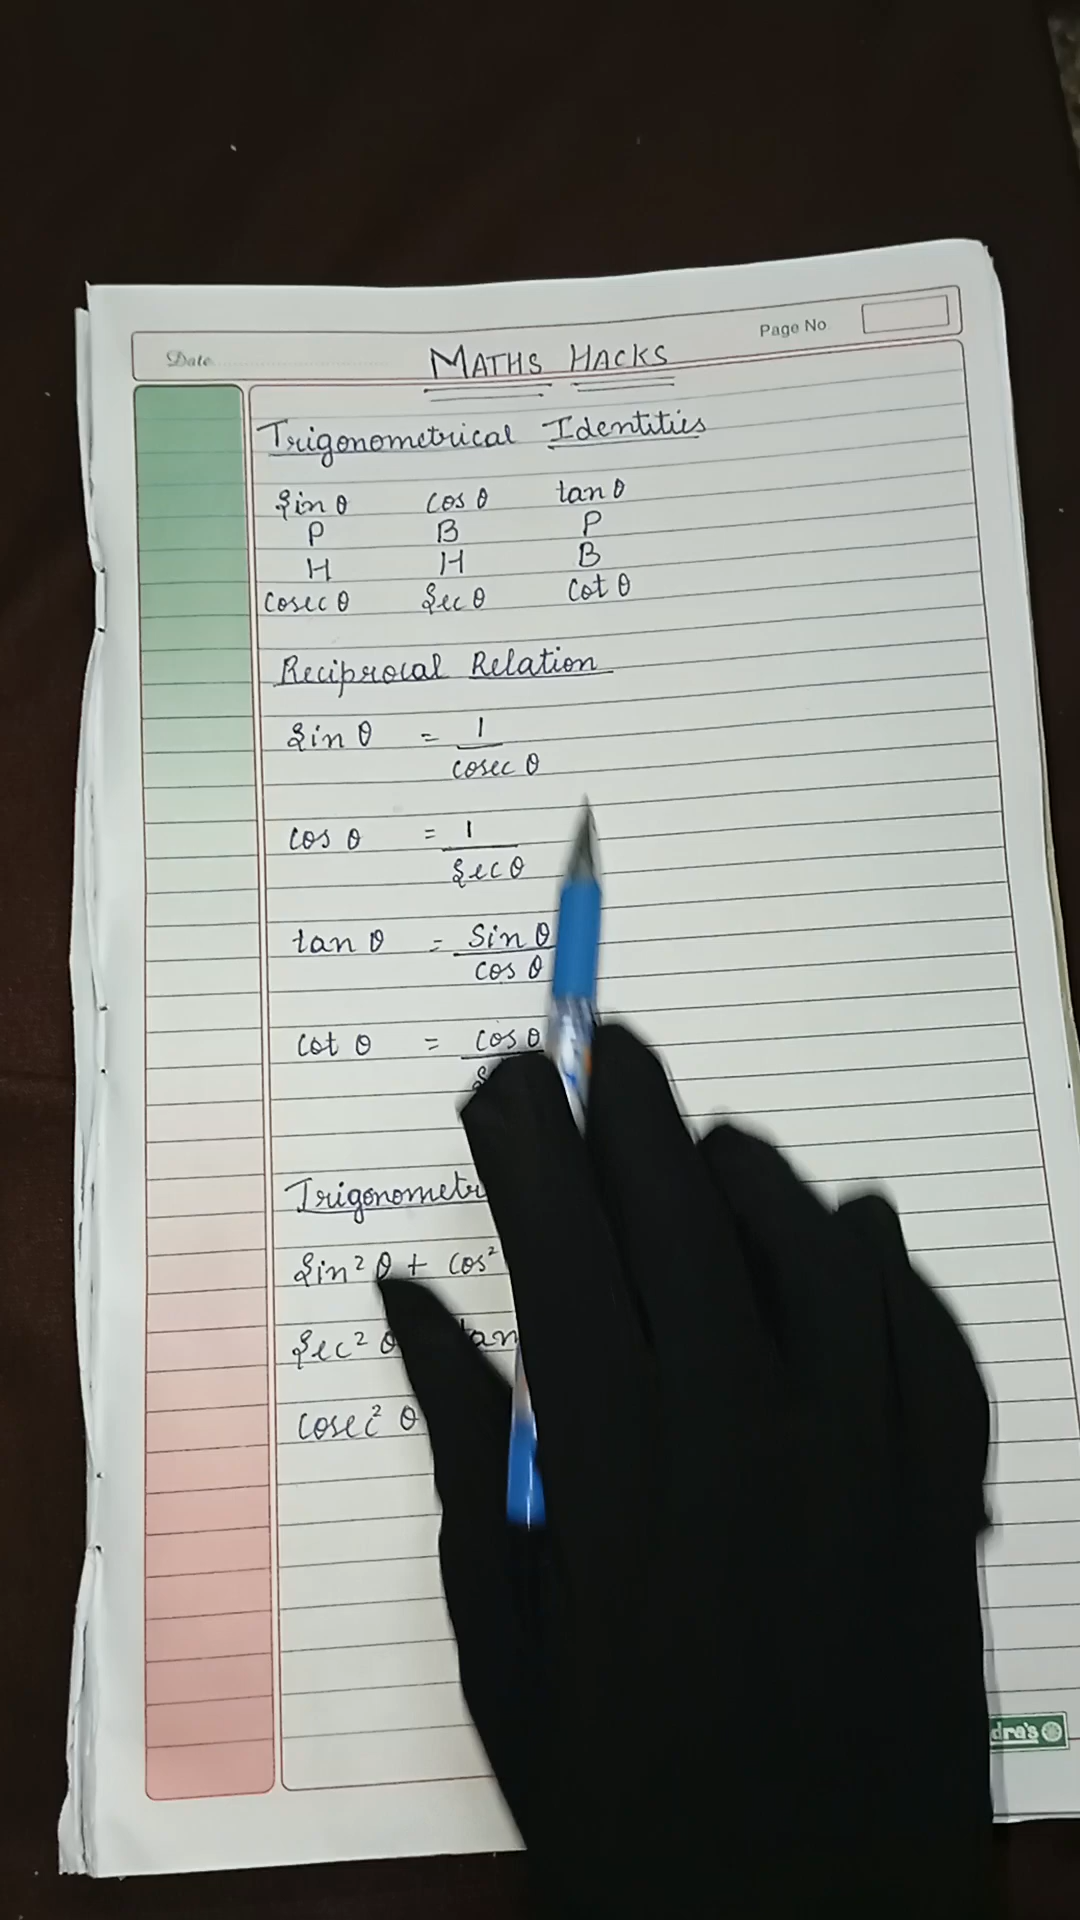 Date
Page No
MATHS HACKS
Trigonometrical Identities
Sin θ cos θ tan θ
P B P
H H B
cosec θ Sec θ cot θ
Reciprocal Relation
Sin θ = 1
cosec θ
cos θ = 1
Sec θ
tan θ = Sin θ
cos θ
cot θ = cos θ
Sin² θ + cos²
Sec² θ tan
cosec² θ